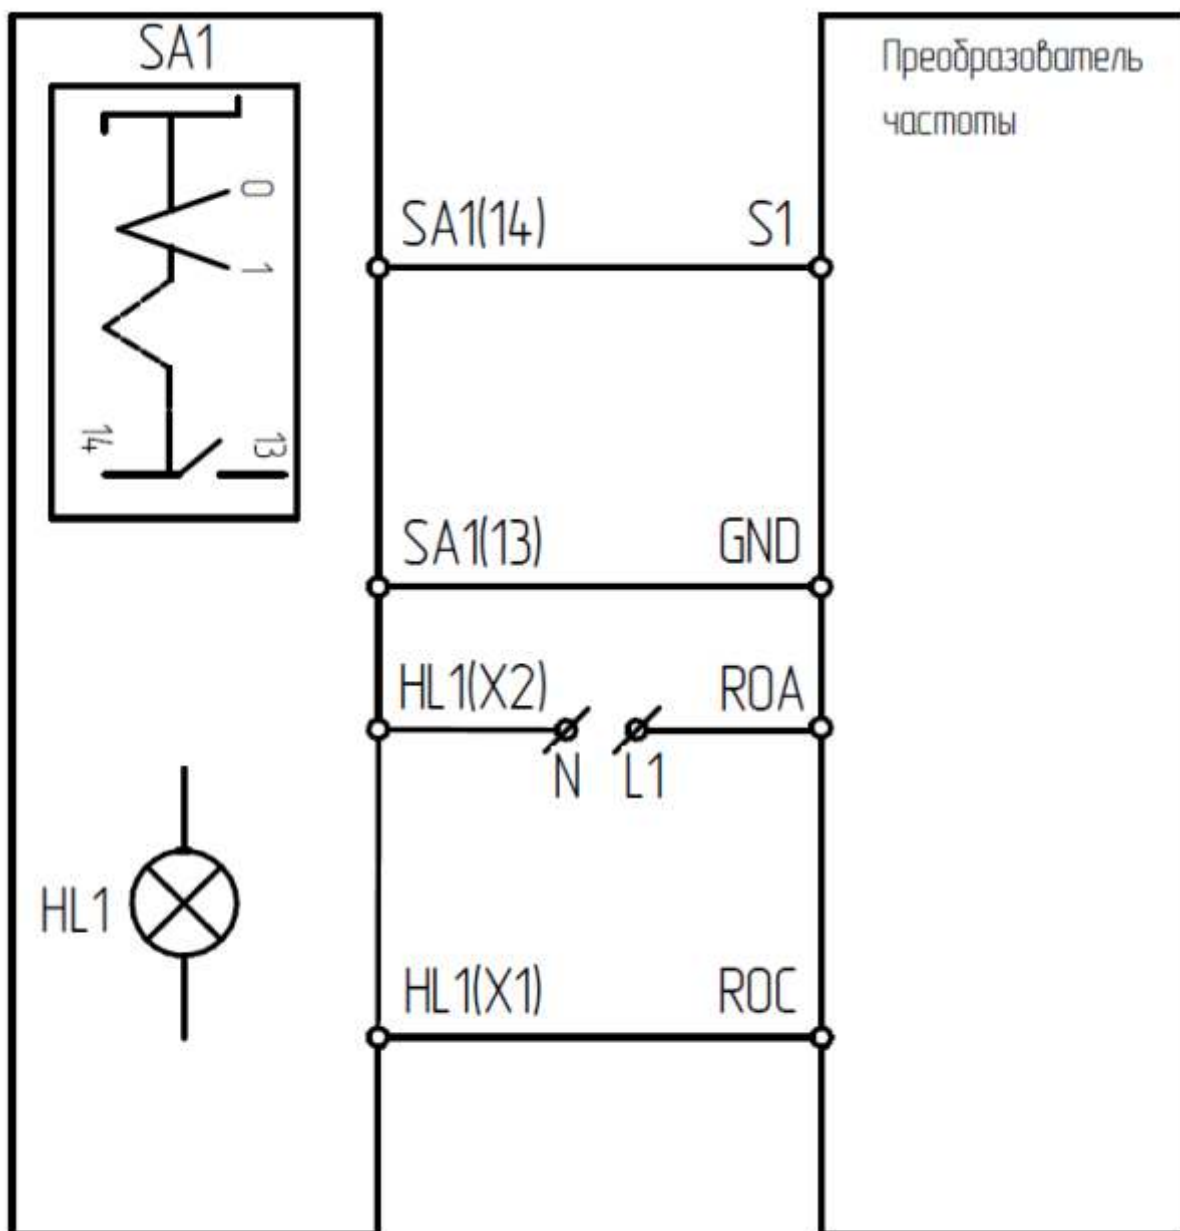 SA1
Преобразователь
частоты
0
1
SA1(14)
S1
14
13
SA1(13)
GND
HL1(X2)
ROA
N
L1
HL1
HL1(X1)
ROC